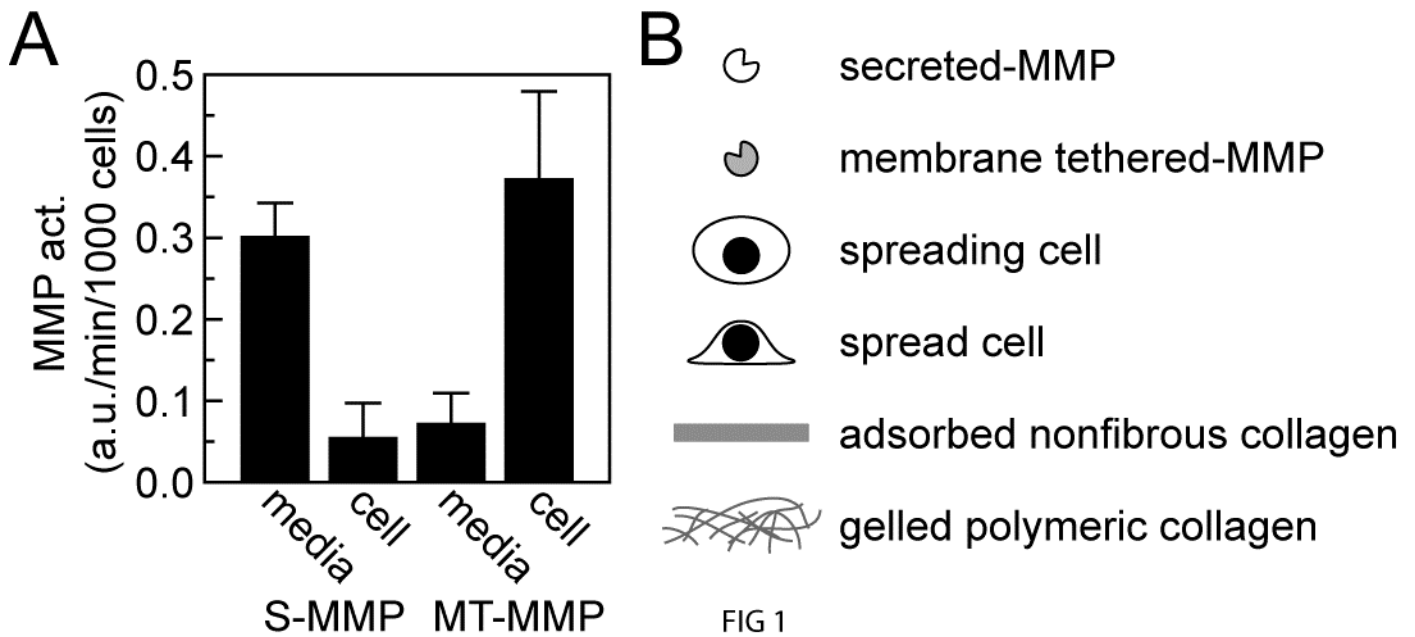 A
MMP act.
(a.u./min/1000 cells)
0.5
0.4
0.3
0.2
0.1
0.0
media
cell
media
cell
S-MMP MT-MMP
B
secreted-MMP
membrane tethered-MMP
spreading cell
spread cell
adsorbed nonfibrous collagen
gelled polymeric collagen
FIG 1